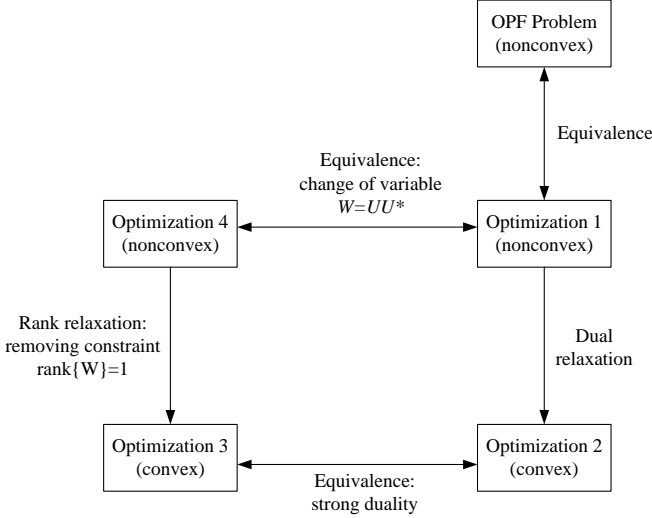 OPF Problem
(nonconvex)
Equivalence
Equivalence:
change of variable
W=UU*
Optimization 4
(nonconvex)
Optimization 1
(nonconvex)
Rank relaxation:
removing constraint
rank{W}=1
Dual
relaxation
Optimization 3
(convex)
Optimization 2
(convex)
Equivalence:
strong duality